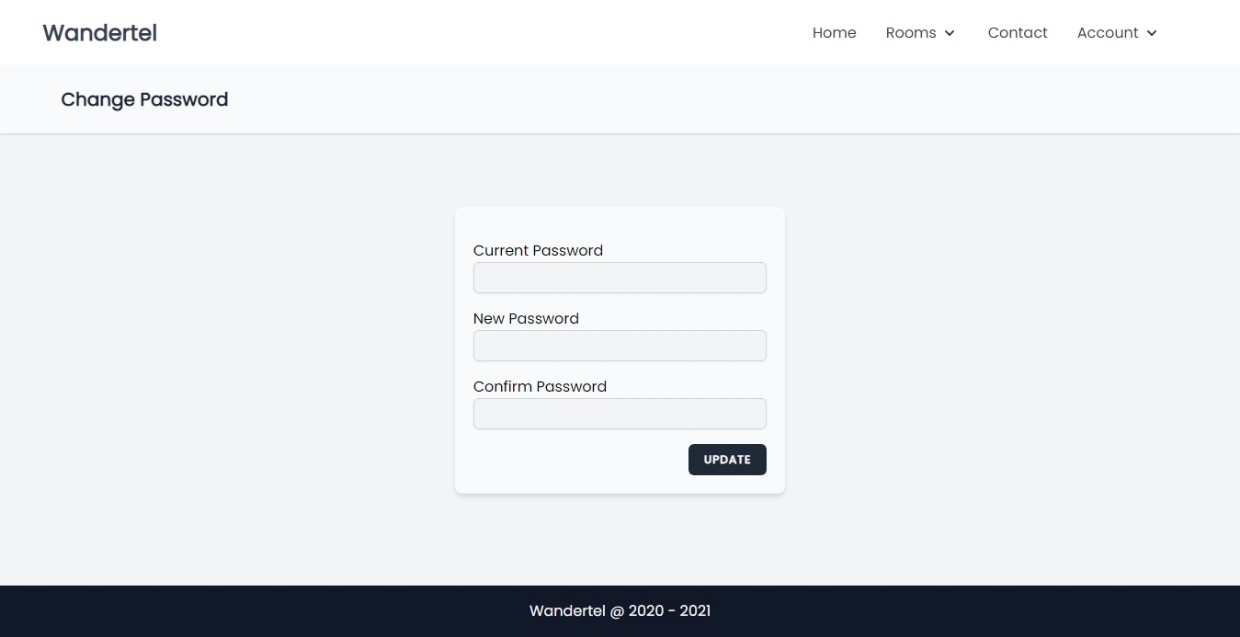 Wandertel
Home Rooms Contact Account
Change Password
Current Password
New Password
Confirm Password
UPDATE
Wandertel @ 2020 - 2021